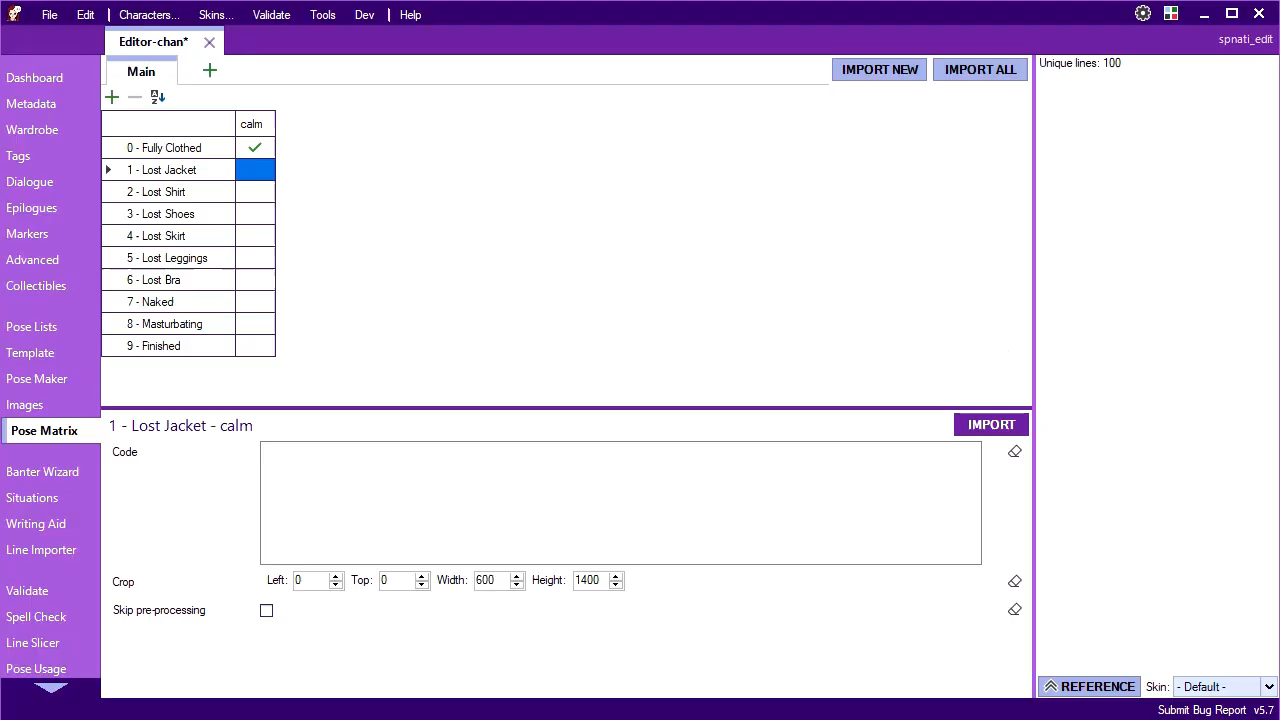 File Edit Characters... Skins... Validate Tools Dev Help
Editor-chan*
spnati_edit
Dashboard
Metadata
Wardrobe
Tags
Dialogue
Epilogues
Markers
Advanced
Collectibles
Pose Lists
Template
Pose Maker
Images
Pose Matrix
Banter Wizard
Situations
Writing Aid
Line Importer
Validate
Spell Check
Line Slicer
Pose Usage
Main
IMPORT NEW
IMPORT ALL
calm
0 - Fully Clothed
1 - Lost Jacket
2 - Lost Shirt
3 - Lost Shoes
4 - Lost Skirt
5 - Lost Leggings
6 - Lost Bra
7 - Naked
8 - Masturbating
9 - Finished
1 - Lost Jacket - calm
IMPORT
Code
Crop Left: 0 Top: 0 Width: 600 Height: 1400
Skip pre-processing
Unique lines: 100
REFERENCE Skin: - Default -
Submit Bug Report v5.7